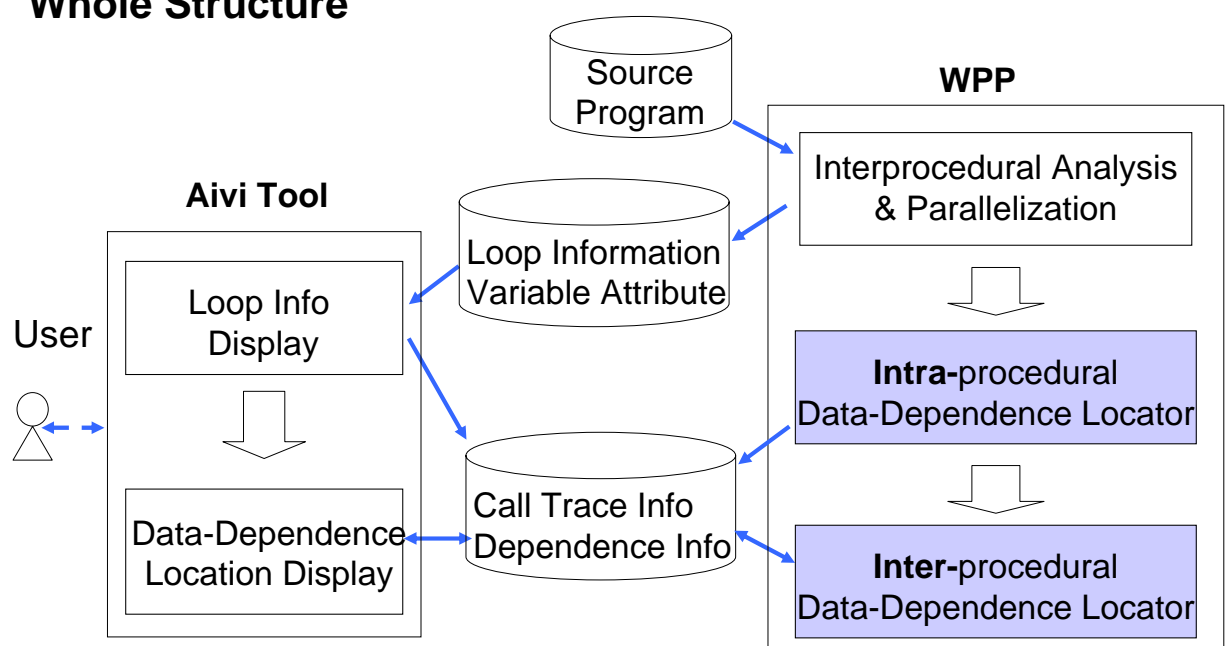 Whole Structure
Source
Program
WPP
Interprocedural Analysis
& Parallelization
Aivi Tool
Loop Information
Variable Attribute
Loop Info
Display
User
Intra-procedural
Data-Dependence Locator
Call Trace Info
Dependence Info
Data-Dependence
Location Display
Inter-procedural
Data-Dependence Locator